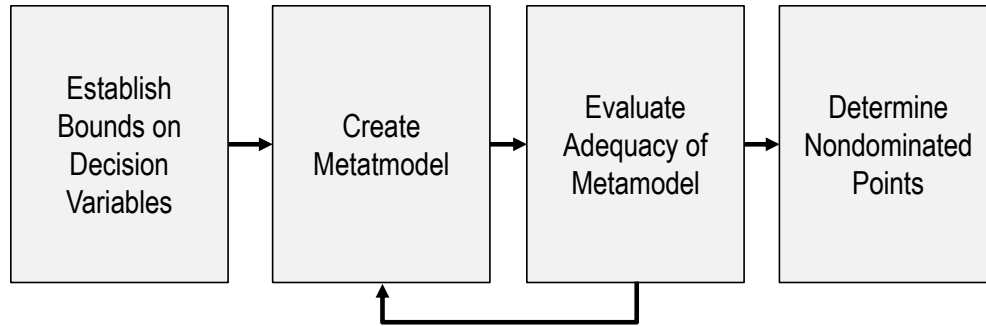 Establish
Bounds on
Decision
Variables
Create
Metatmodel
Evaluate
Adequacy of
Metamodel
Determine
Nondominated
Points